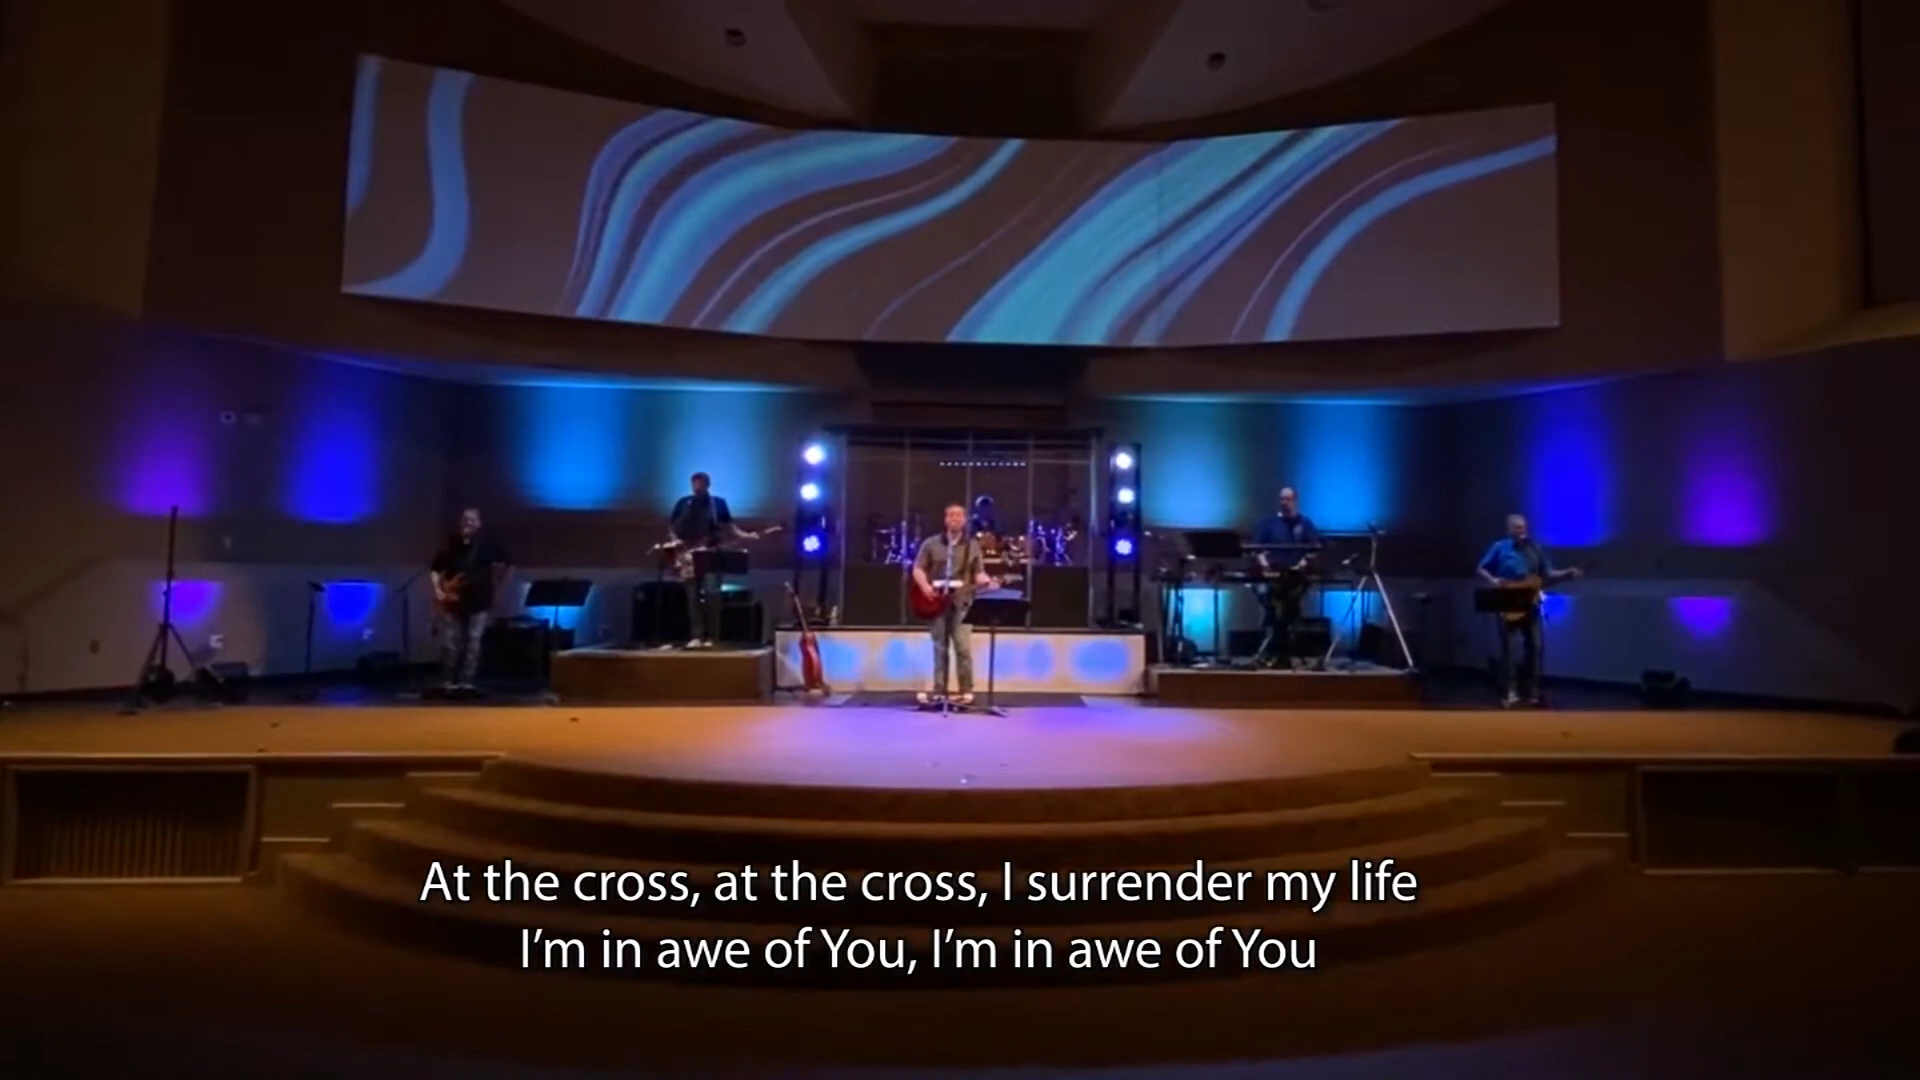 At the cross, at the cross, I surrender my life
I’m in awe of You, I’m in awe of You